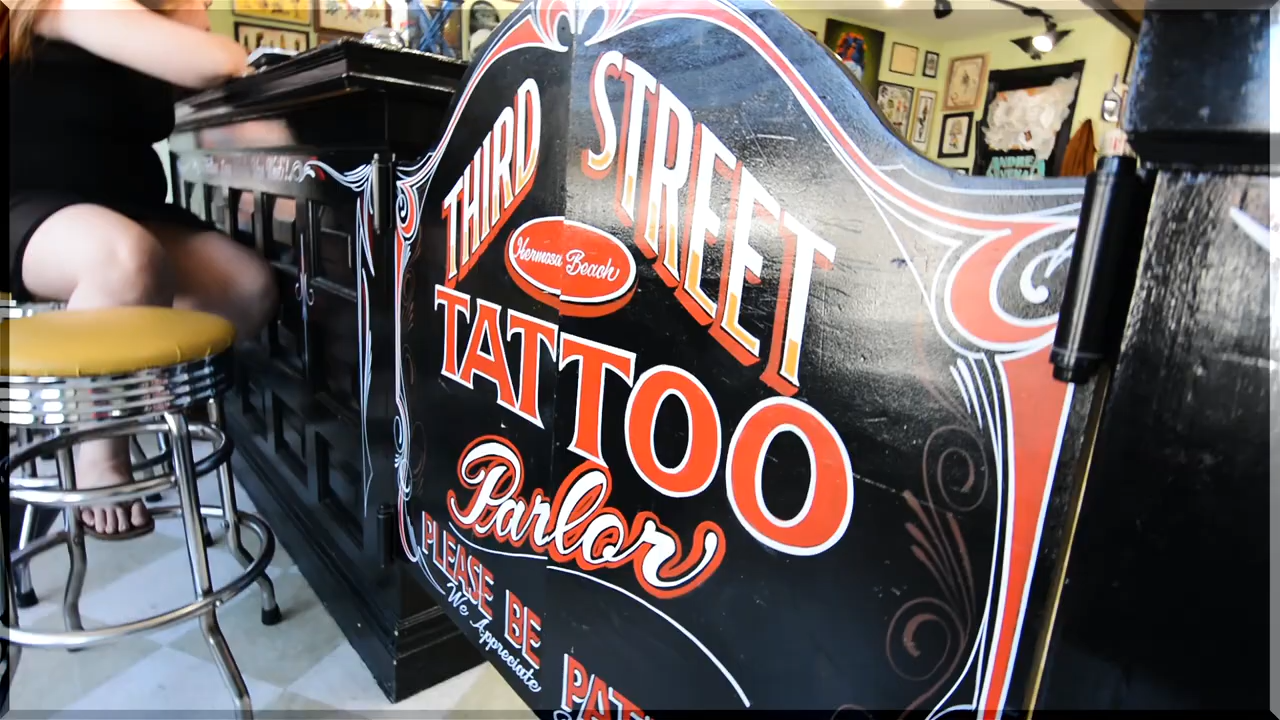 THIRD STREET
Hermosa Beach
TATTOO
Parlor
PLEASE BE
We Appreciate